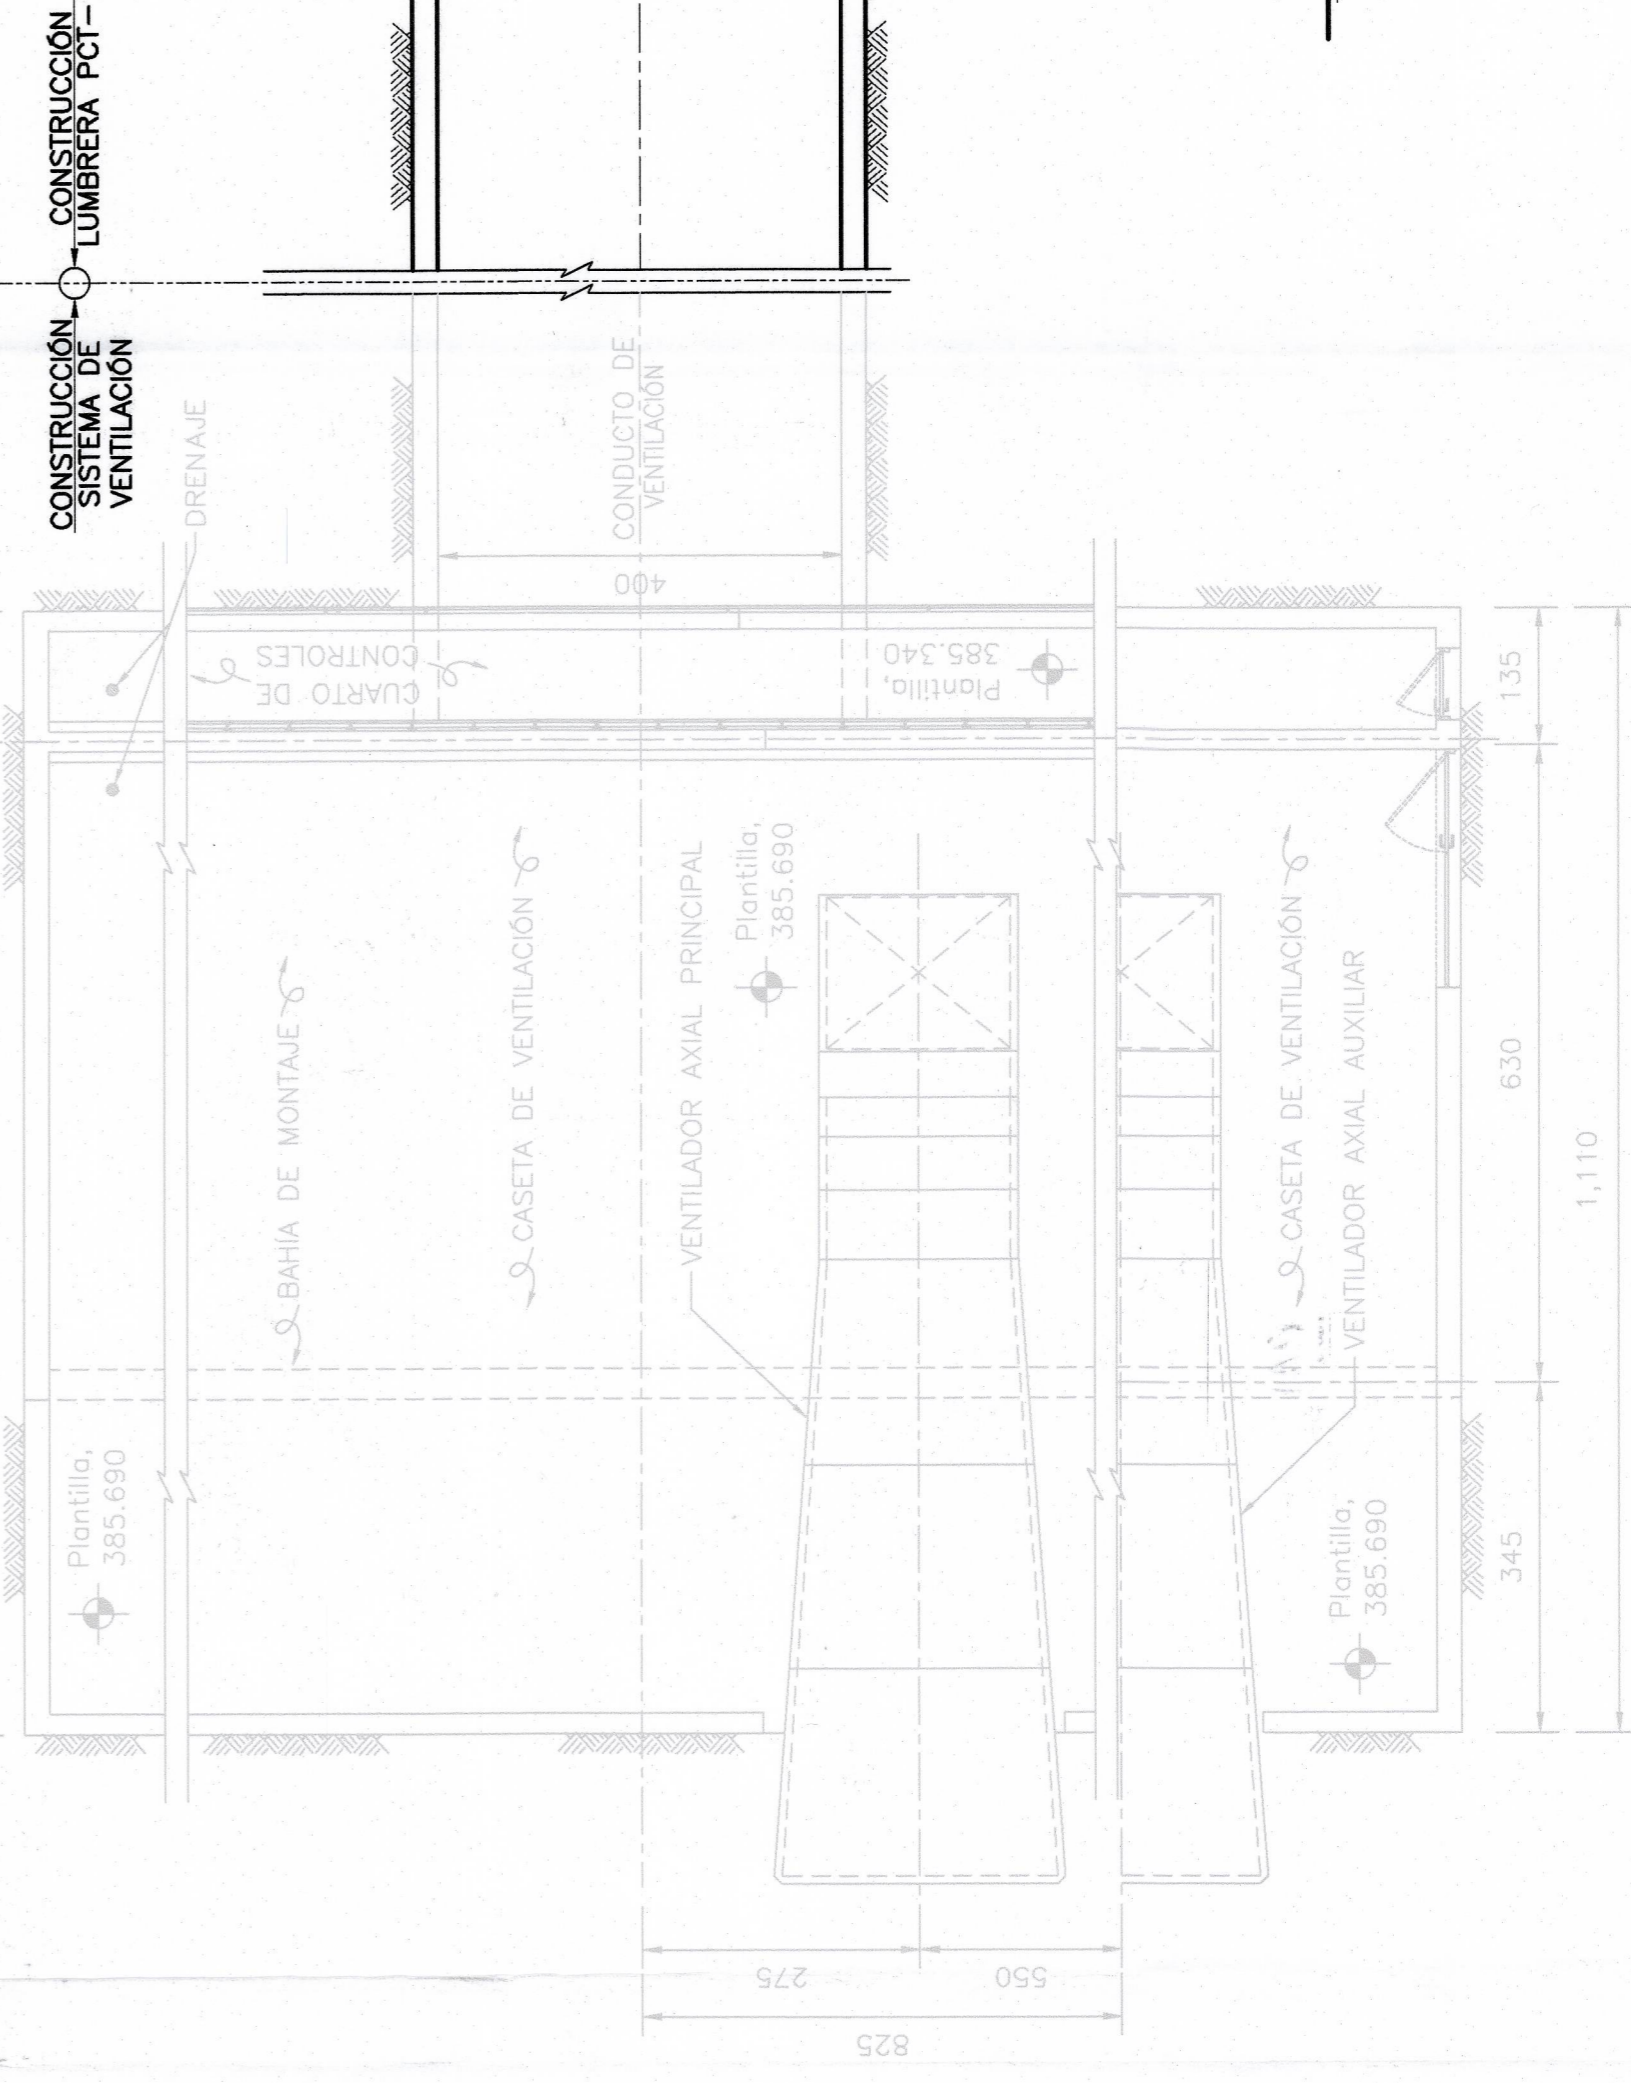 CONSTRUCCIÓN
LUMBRERA PCT-
CONSTRUCCIÓN
SISTEMA DE
VENTILACIÓN
DRENAJE
CONDUCTO DE
VENTILACIÓN
400
CUARTO DE
CONTROLES
Plantilla,
385.340
135
BAHÍA DE MONTAJE
CASETA DE VENTILACIÓN
VENTILADOR AXIAL PRINCIPAL
Plantilla,
385.690
CASETA DE VENTILACIÓN
VENTILADOR AXIAL AUXILIAR
630
1,110
Plantilla,
385.690
Plantilla,
385.690
345
275
550
825